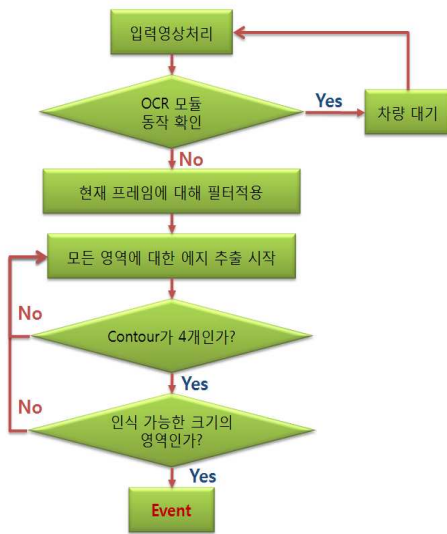 입력영상처리
OCR 모듈
동작 확인
Yes
차량 대기
No
현재 프레임에 대해 필터적용
모든 영역에 대한 에지 추출 시작
No
Contour가 4개인가?
Yes
No
인식 가능한 크기의
영역인가?
Yes
Event